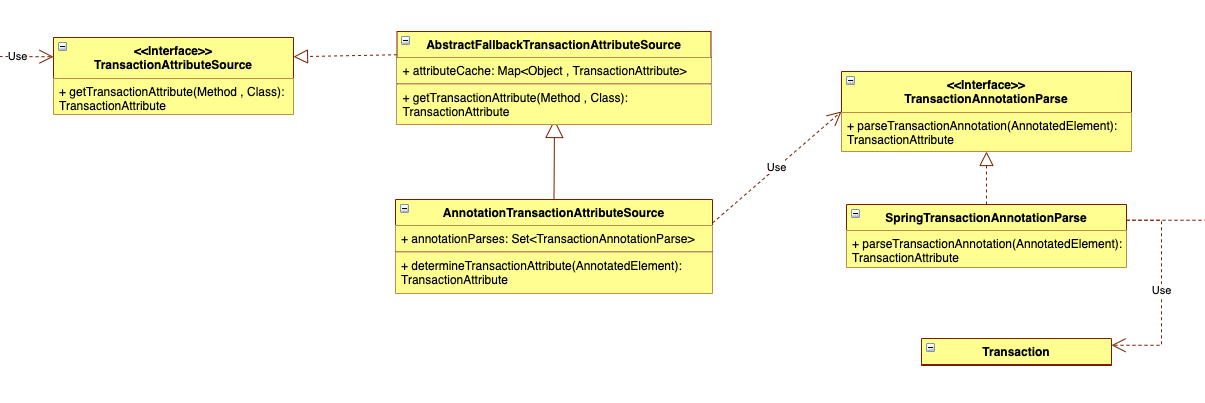 Use
<<Interface>>
TransactionAttributeSource
+ getTransactionAttribute(Method , Class):
TransactionAttribute
AbstractFallbackTransactionAttributeSource
+ attributeCache: Map<Object , TransactionAttribute>
+ getTransactionAttribute(Method , Class):
TransactionAttribute
<<Interface>>
TransactionAnnotationParse
+ parseTransactionAnnotation(AnnotatedElement):
TransactionAttribute
Use
AnnotationTransactionAttributeSource
+ annotationParses: Set<TransactionAnnotationParse>
+ determineTransactionAttribute(AnnotatedElement):
TransactionAttribute
SpringTransactionAnnotationParse
+ parseTransactionAnnotation(AnnotatedElement):
TransactionAttribute
Use
Transaction